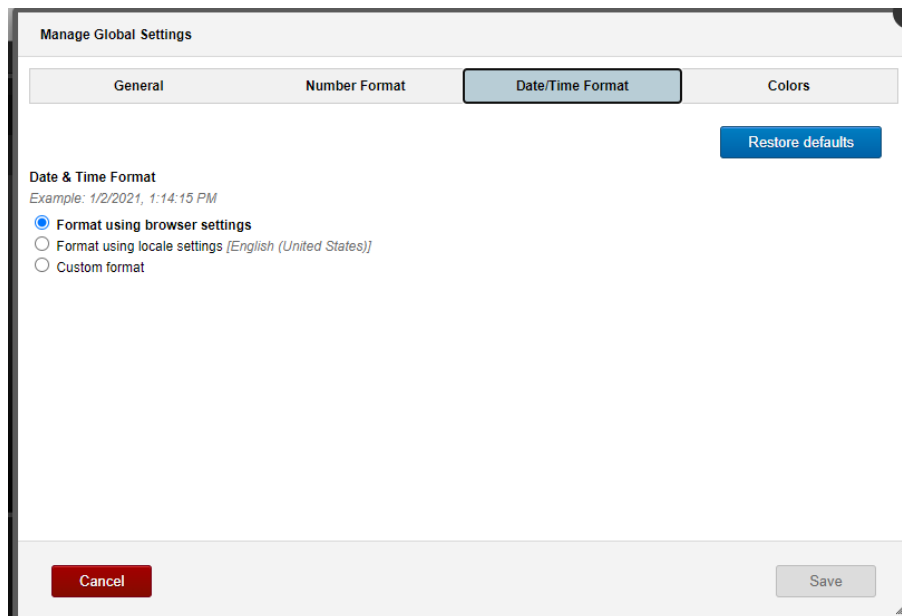 Manage Global Settings
General Number Format Date/Time Format Colors
Restore defaults
Date & Time Format
Example: 1/2/2021, 1:14:15 PM
Format using browser settings
Format using locale settings [English (United States)]
Custom format
Cancel Save